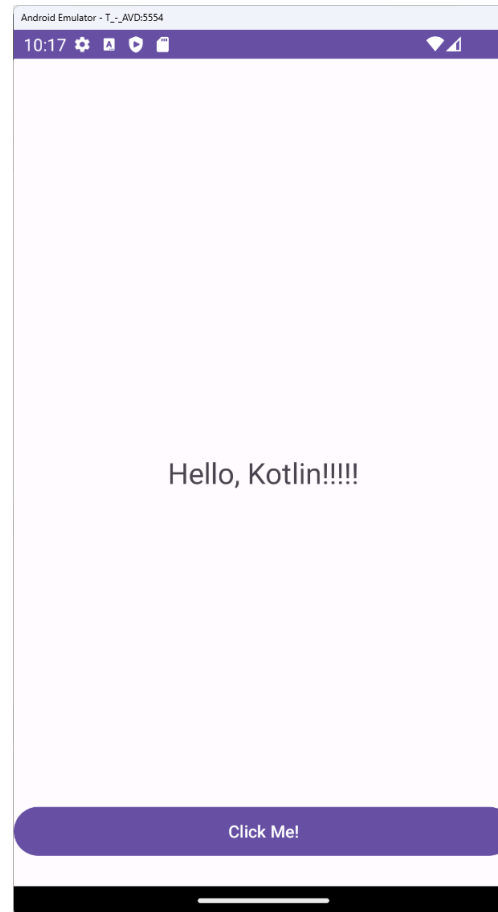 Android Emulator - T_-_AVD:5554
10:17
A
Hello, Kotlin!!!!!
Click Me!